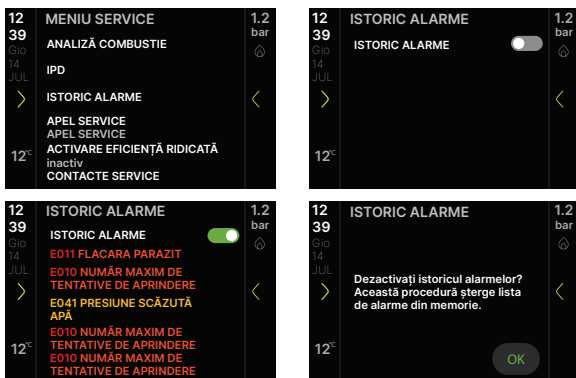 12
39
Gio
14
JUL
12°C
MENIU SERVICE
ANALIZĂ COMBUSTIE
IPD
ISTORIC ALARME
APEL SERVICE
APEL SERVICE
ACTIVARE EFICIENȚĂ RIDICATĂ
inactiv
CONTACTE SERVICE
1.2
bar
12
39
Gio
14
JUL
12°C
ISTORIC ALARME
ISTORIC ALARME
1.2
bar
12
39
Gio
14
JUL
12°C
ISTORIC ALARME
ISTORIC ALARME
E011 FLACARA PARAZIT
E010 NUMĂR MAXIM DE
TENTATIVE DE APRINDERE
E041 PRESIUNE SCĂZUTĂ
APĂ
E010 NUMĂR MAXIM DE
TENTATIVE DE APRINDERE
E010 NUMĂR MAXIM DE
TENTATIVE DE APRINDERE
1.2
bar
12
39
Gio
14
JUL
12°C
ISTORIC ALARME
Dezactivați istoricul alarmelor?
Această procedură șterge lista
de alarme din memorie.
OK
1.2
bar